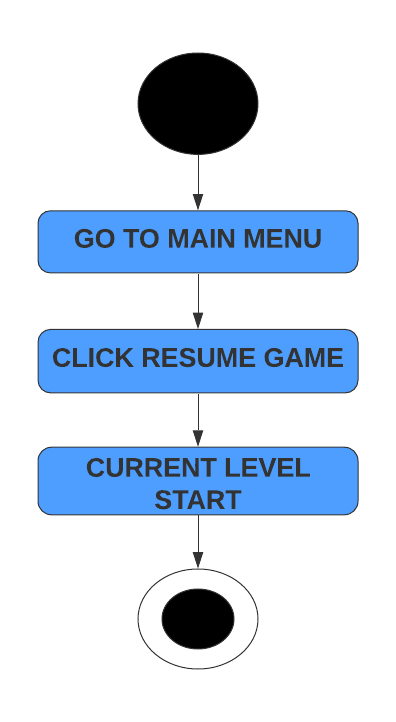 GO TO MAIN MENU
CLICK RESUME GAME
CURRENT LEVEL
START